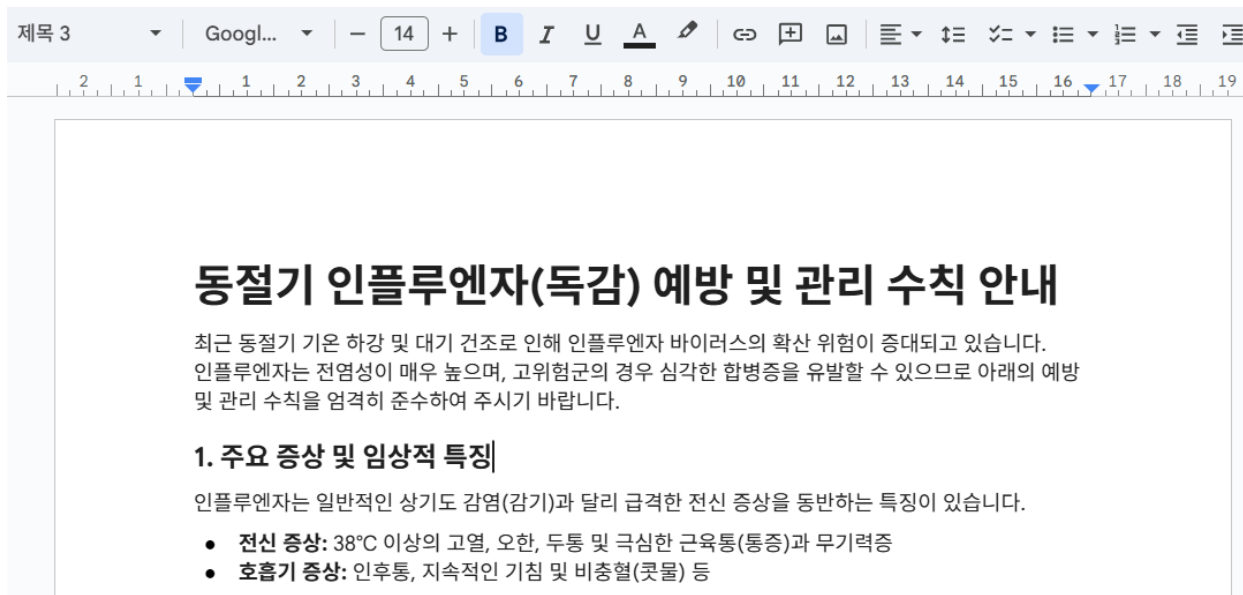 제목 3 Googl... 14 B I U A
2 1 1 2 3 4 5 6 7 8 9 10 11 12 13 14 15 16 17 18 19
동절기 인플루엔자(독감) 예방 및 관리 수칙 안내
최근 동절기 기온 하강 및 대기 건조로 인해 인플루엔자 바이러스의 확산 위험이 증대되고 있습니다.
인플루엔자는 전염성이 매우 높으며, 고위험군의 경우 심각한 합병증을 유발할 수 있으므로 아래의 예방
및 관리 수칙을 엄격히 준수하여 주시기 바랍니다.
1. 주요 증상 및 임상적 특징
인플루엔자는 일반적인 상기도 감염(감기)과 달리 급격한 전신 증상을 동반하는 특징이 있습니다.
● 전신 증상: 38℃ 이상의 고열, 오한, 두통 및 극심한 근육통(통증)과 무기력증
● 호흡기 증상: 인후통, 지속적인 기침 및 비충혈(콧물) 등